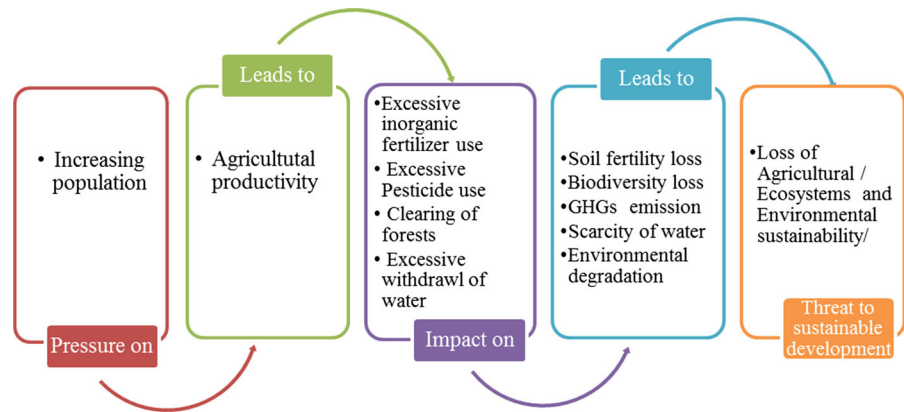 • Increasing
population
Pressure on
Leads to
• Agricultutal
productivity
•Excessive
inorganic
fertilizer use
• Excessive
Pesticide use
• Clearing of
forests
• Excessive
withdrawl of
water
Impact on
Leads to
•Soil fertility loss
•Biodiversity loss
•GHGs emission
•Scarcity of water
•Environmental
degradation
•Loss of
Agricultural /
Ecosystems and
Environmental
sustainability/
Threat to
sustainable
development